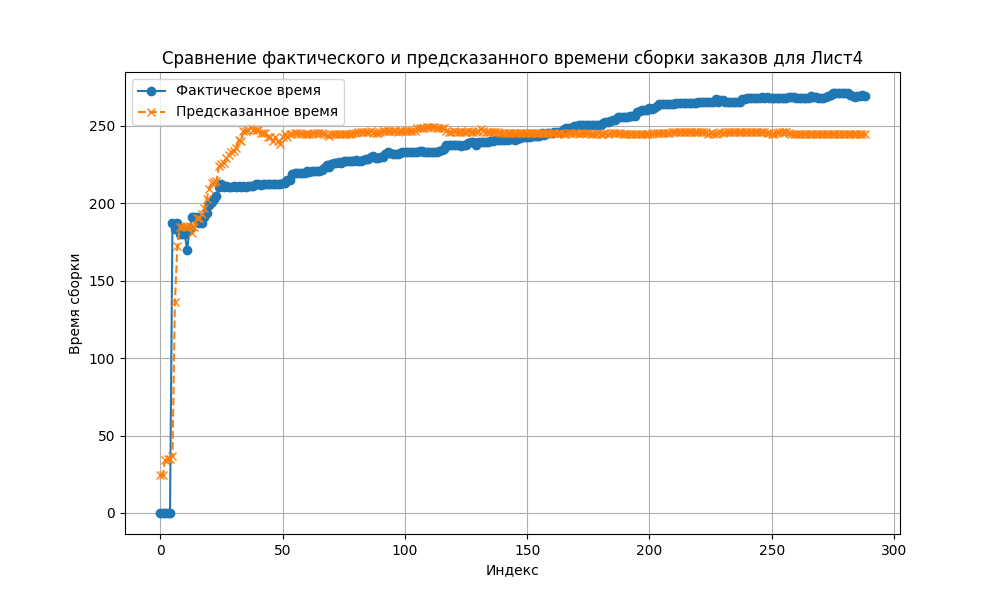 Сравнение фактического и предсказанного времени сборки заказов для Лист4
Фактическое время
Предсказанное время
Время сборки
250
200
150
100
50
0
0 50 100 150 200 250 300
Индекс